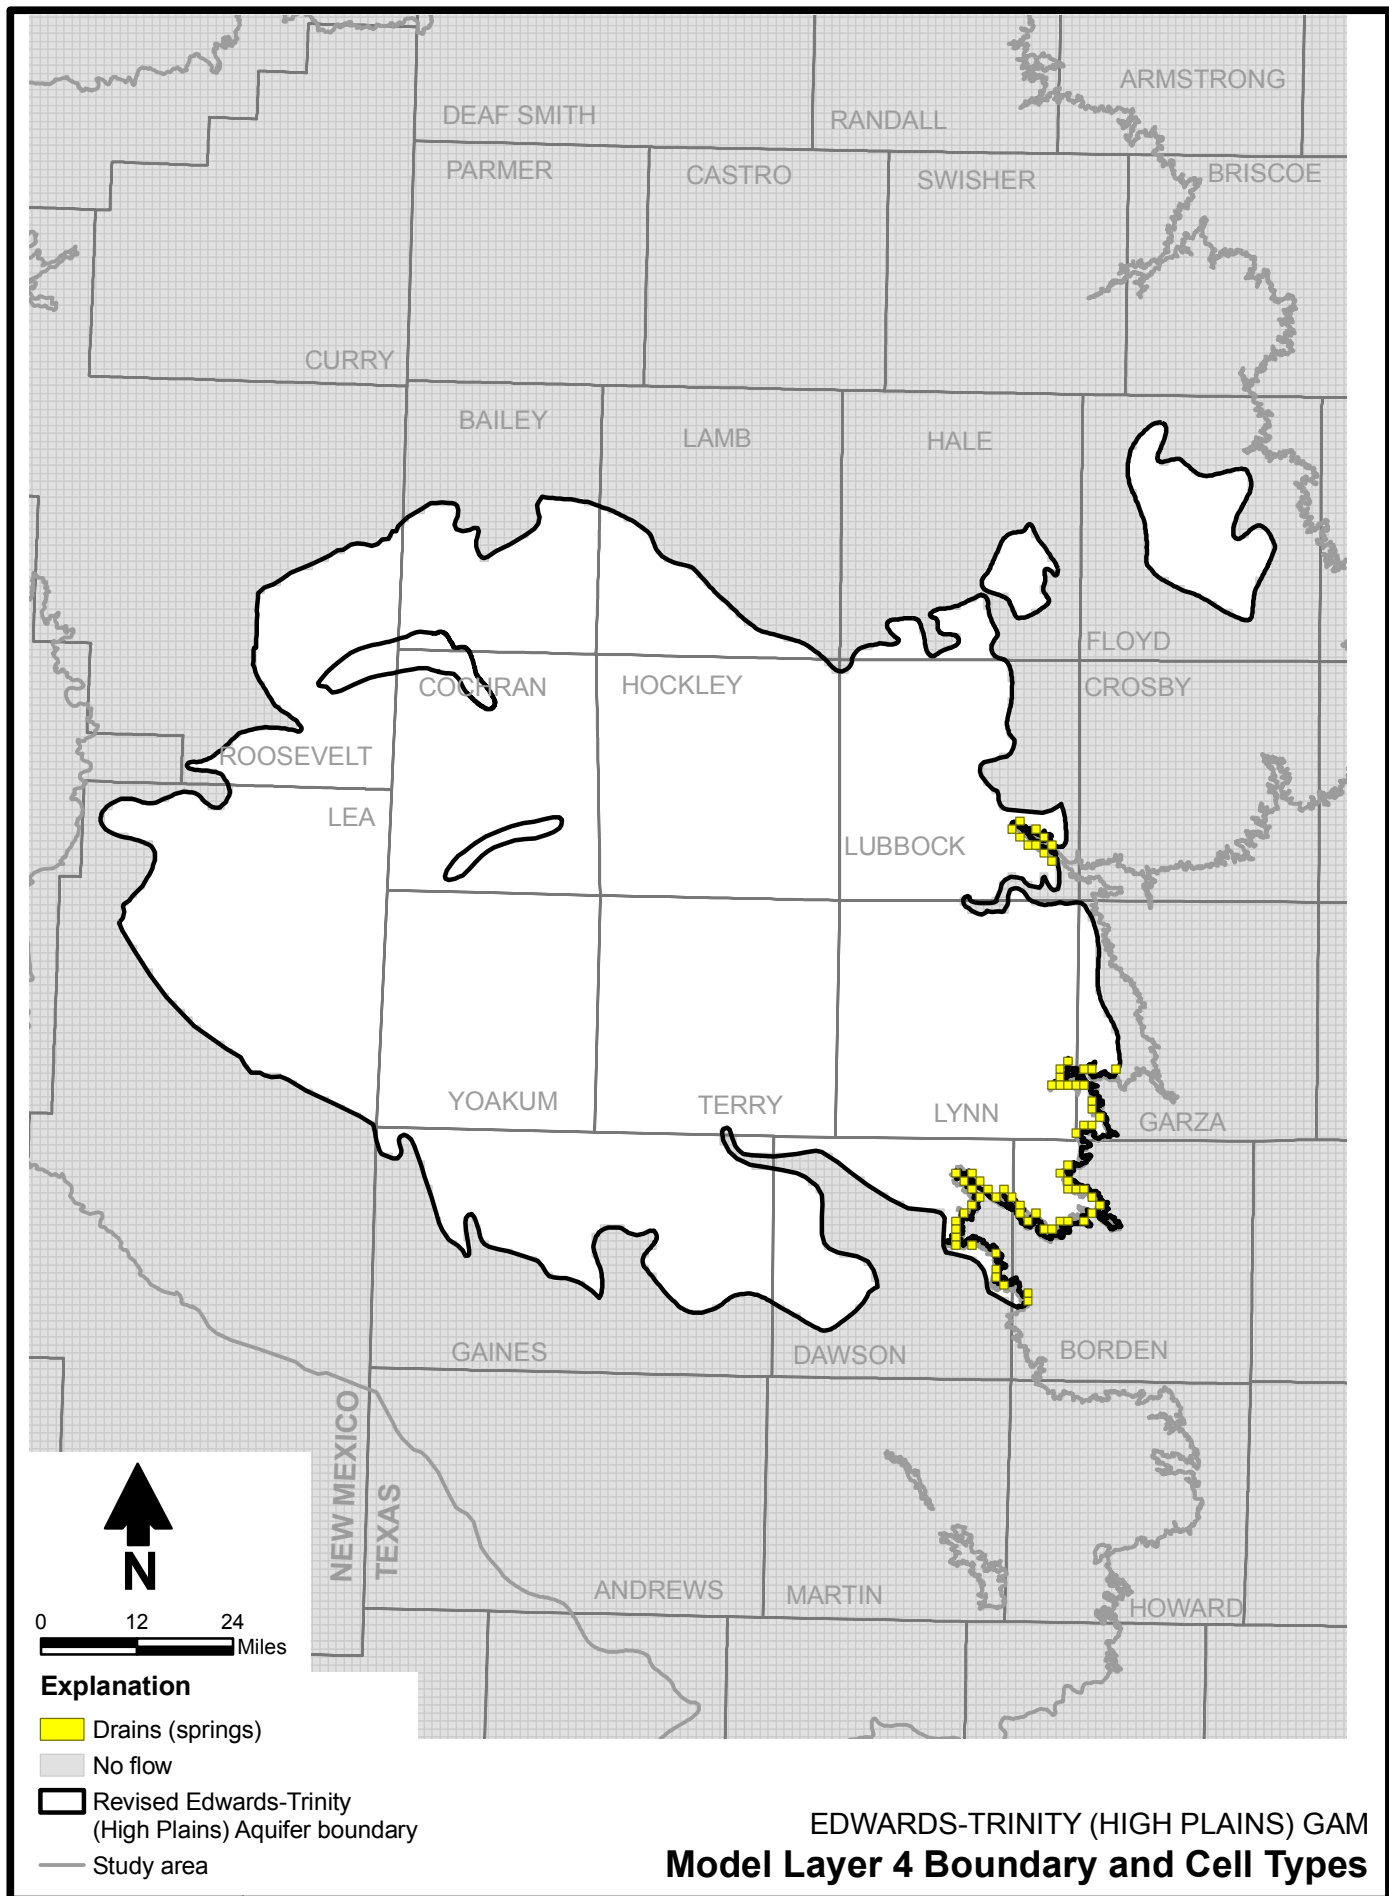 ARMSTRONG
DEAF SMITH
RANDALL
PARMER
CASTRO
SWISHER
BRISCOE
CURRY
BAILEY
LAMB
HALE
FLOYD
COCHRAN
HOCKLEY
CROSBY
ROOSEVELT
LEA
LUBBOCK
YOAKUM
TERRY
LYNN
GARZA
GAINES
DAWSON
BORDEN
NEW MEXICO
TEXAS
ANDREWS
MARTIN
HOWARD
N
0 12 24
Miles
Explanation
Drains (springs)
No flow
Revised Edwards-Trinity
(High Plains) Aquifer boundary
Study area
EDWARDS-TRINITY (HIGH PLAINS) GAM
Model Layer 4 Boundary and Cell Types